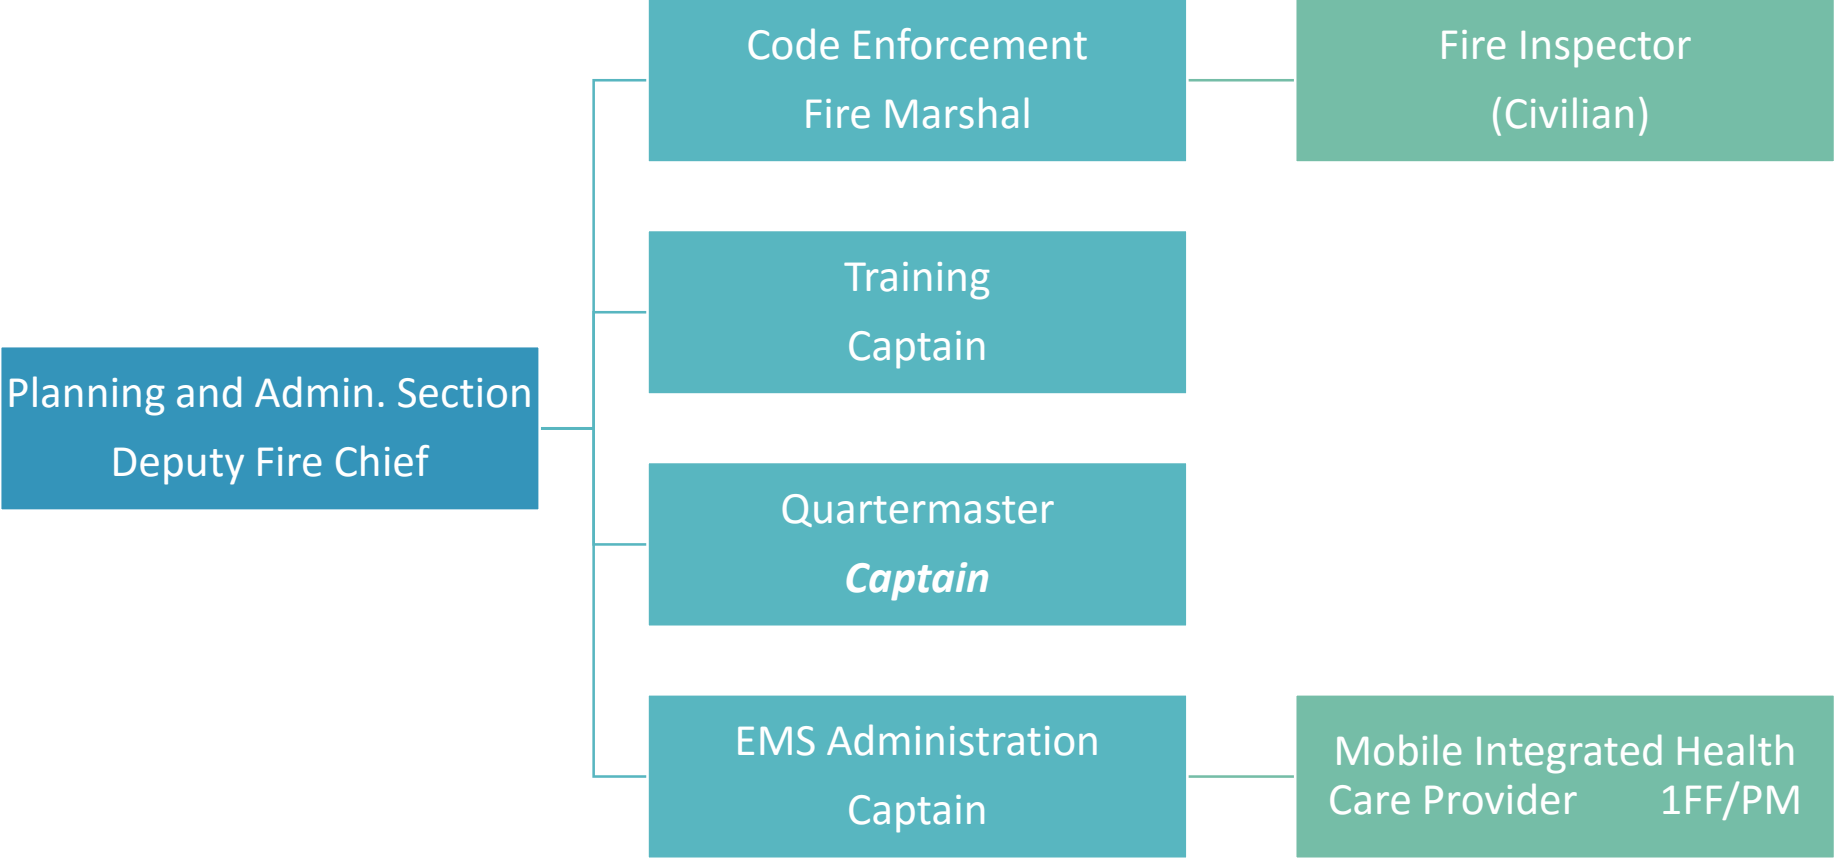 Code Enforcement
Fire Marshal
Fire Inspector
(Civilian)
Training
Captain
Planning and Admin. Section
Deputy Fire Chief
Quartermaster
Captain
EMS Administration
Captain
Mobile Integrated Health
Care Provider 1FF/PM